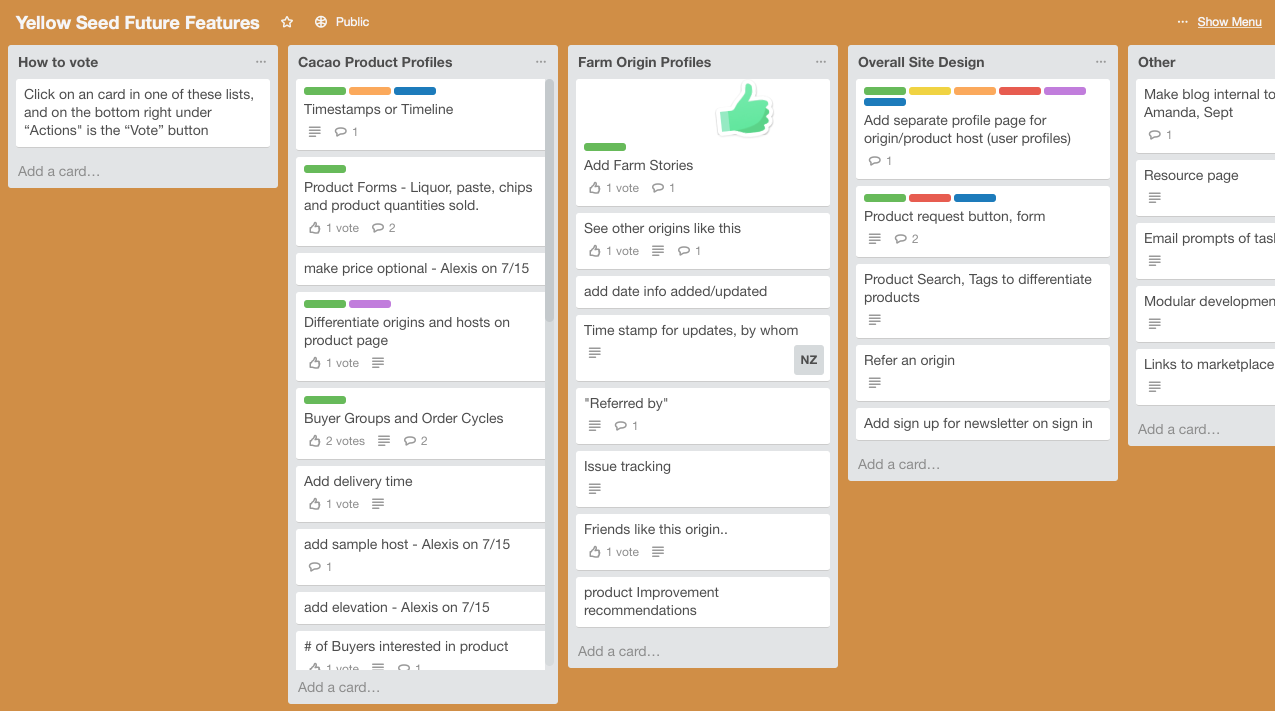 Yellow Seed Future Features
Public
Show Menu
How to vote
Click on an card in one of these lists,
and on the bottom right under
“Actions" is the “Vote” button
Add a card…
Cacao Product Profiles
Timestamps or Timeline
1
Product Forms - Liquor, paste, chips
and product quantities sold.
1 vote 2
make price optional - Alexis on 7/15
Differentiate origins and hosts on
product page
1 vote
Buyer Groups and Order Cycles
2 votes 2
Add delivery time
1 vote
add sample host - Alexis on 7/15
1
add elevation - Alexis on 7/15
# of Buyers interested in product
1 vote 1
Add a card…
Farm Origin Profiles
Add Farm Stories
1 vote 1
See other origins like this
1 vote 1
add date info added/updated
Time stamp for updates, by whom
NZ
"Referred by"
1
Issue tracking
Friends like this origin..
1 vote
product Improvement
recommendations
Add a card…
Overall Site Design
Add separate profile page for
origin/product host (user profiles)
1
Product request button, form
2
Product Search, Tags to differentiate
products
Refer an origin
Add sign up for newsletter on sign in
Add a card…
Other
Make blog internal to
Amanda, Sept
1
Resource page
Email prompts of
Modular
Links to marketplace
Add a card…